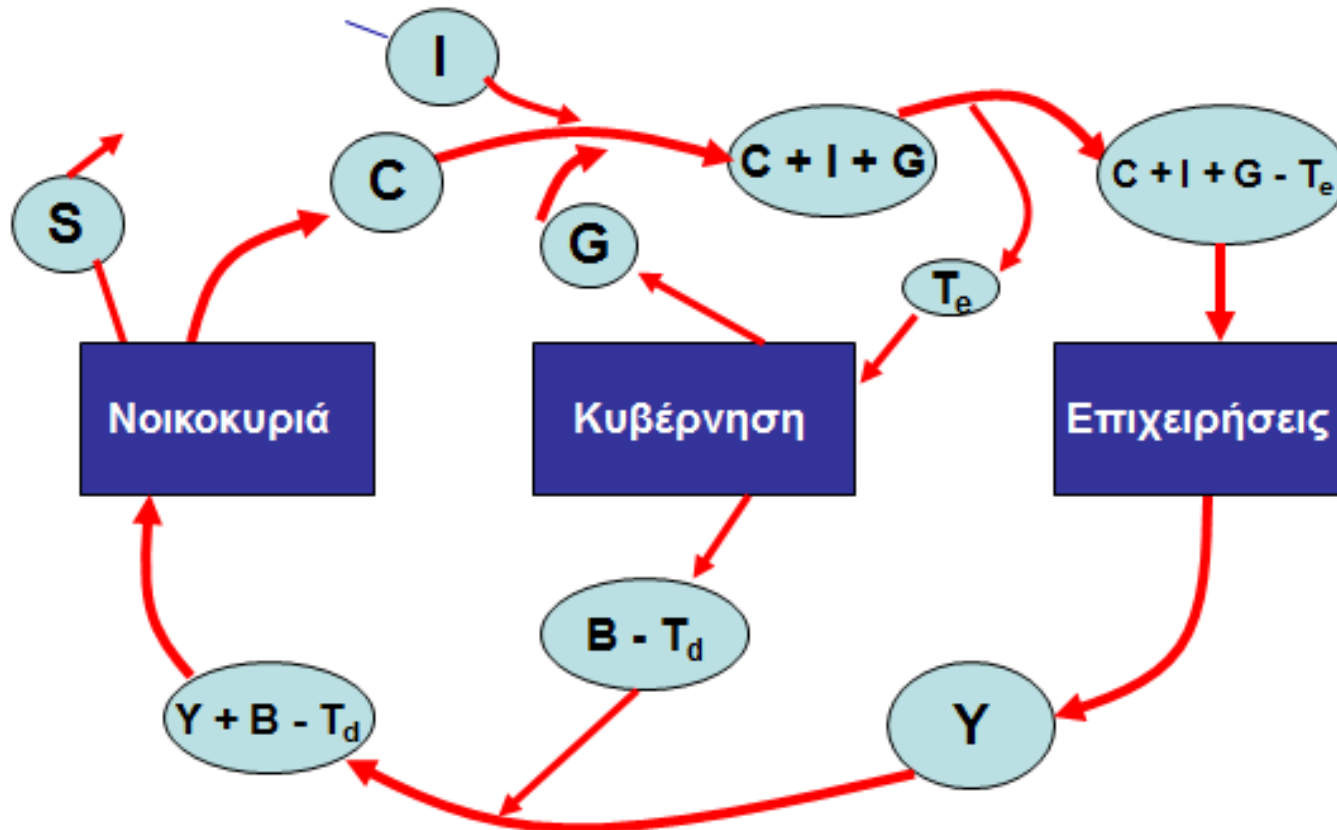 I
C + I + G
C + I + G - Te
C
S
G
Te
Νοικοκυριά
Κυβέρνηση
Επιχειρήσεις
B - Td
Y + B - Td
Y